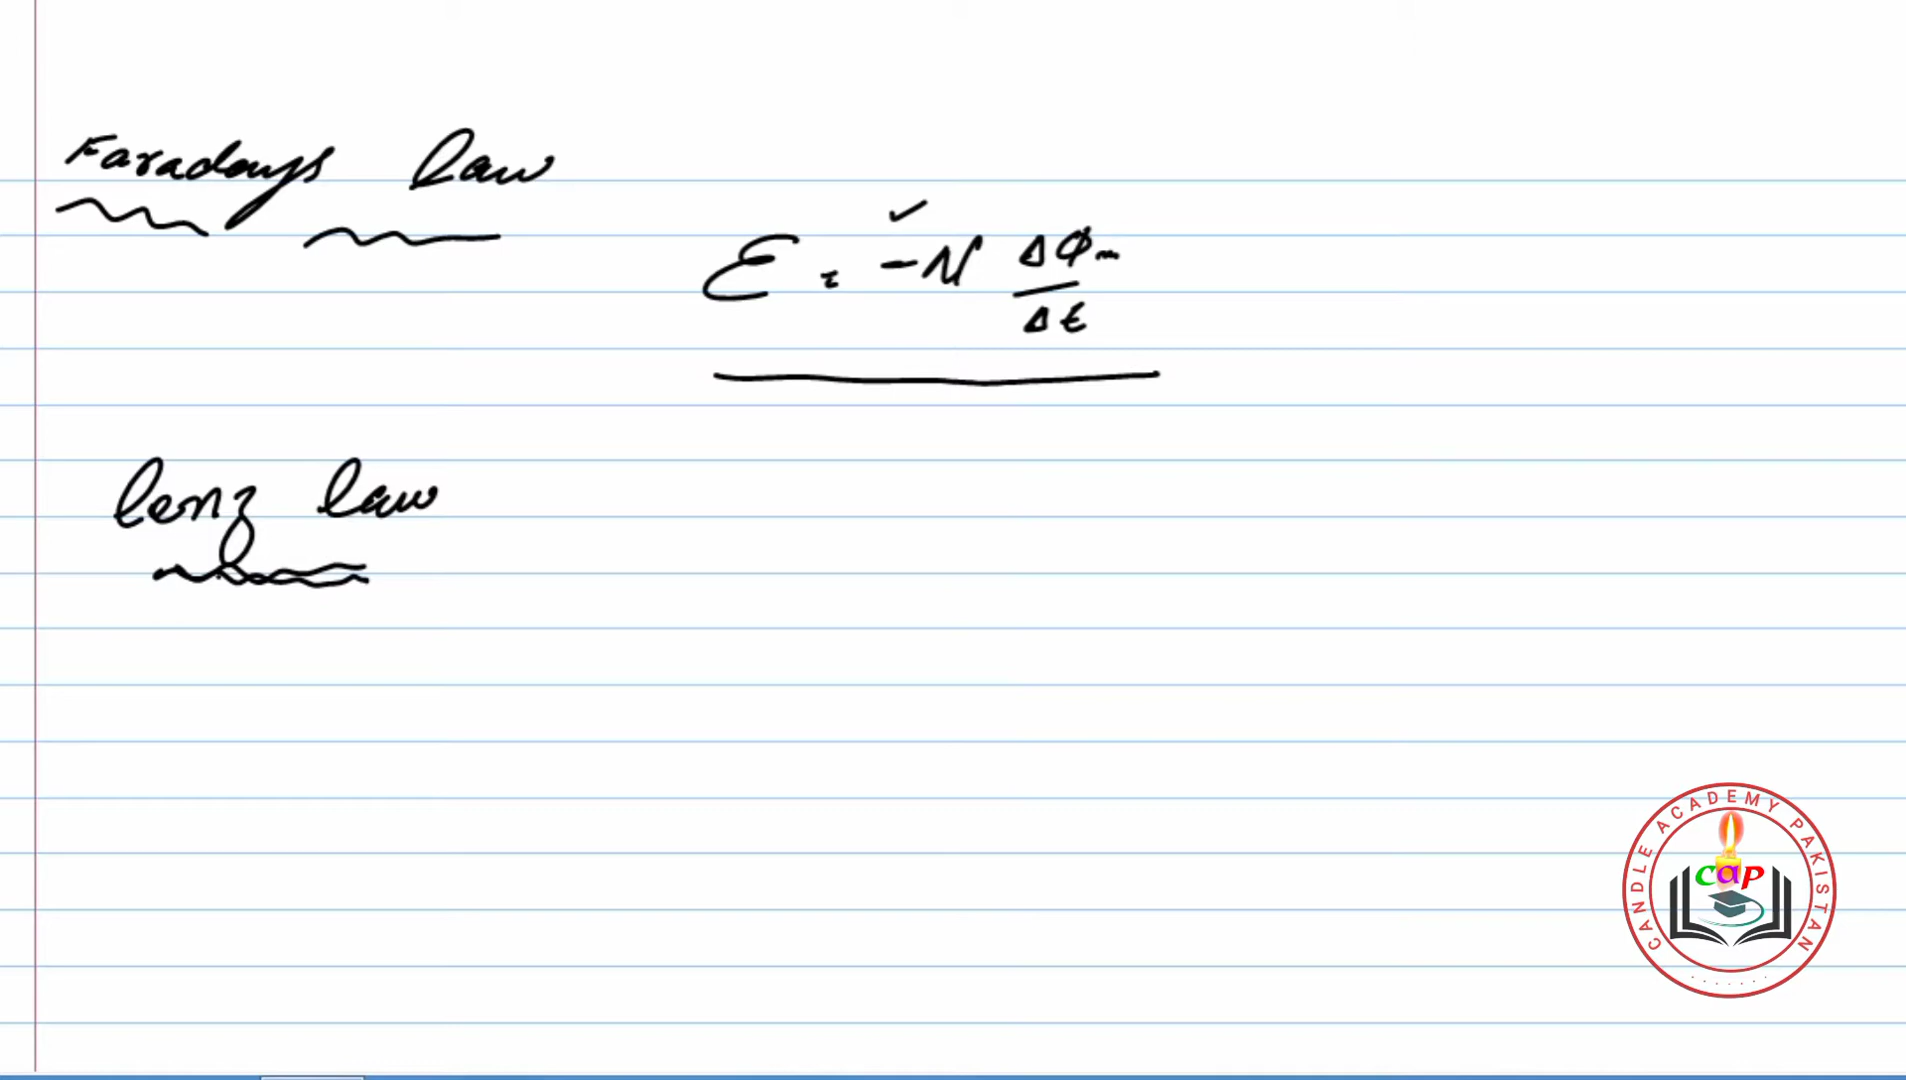 Faradays law
ε = -N Δφm / Δt
lenz law
CANDLE ACADEMY PAKISTAN
cap